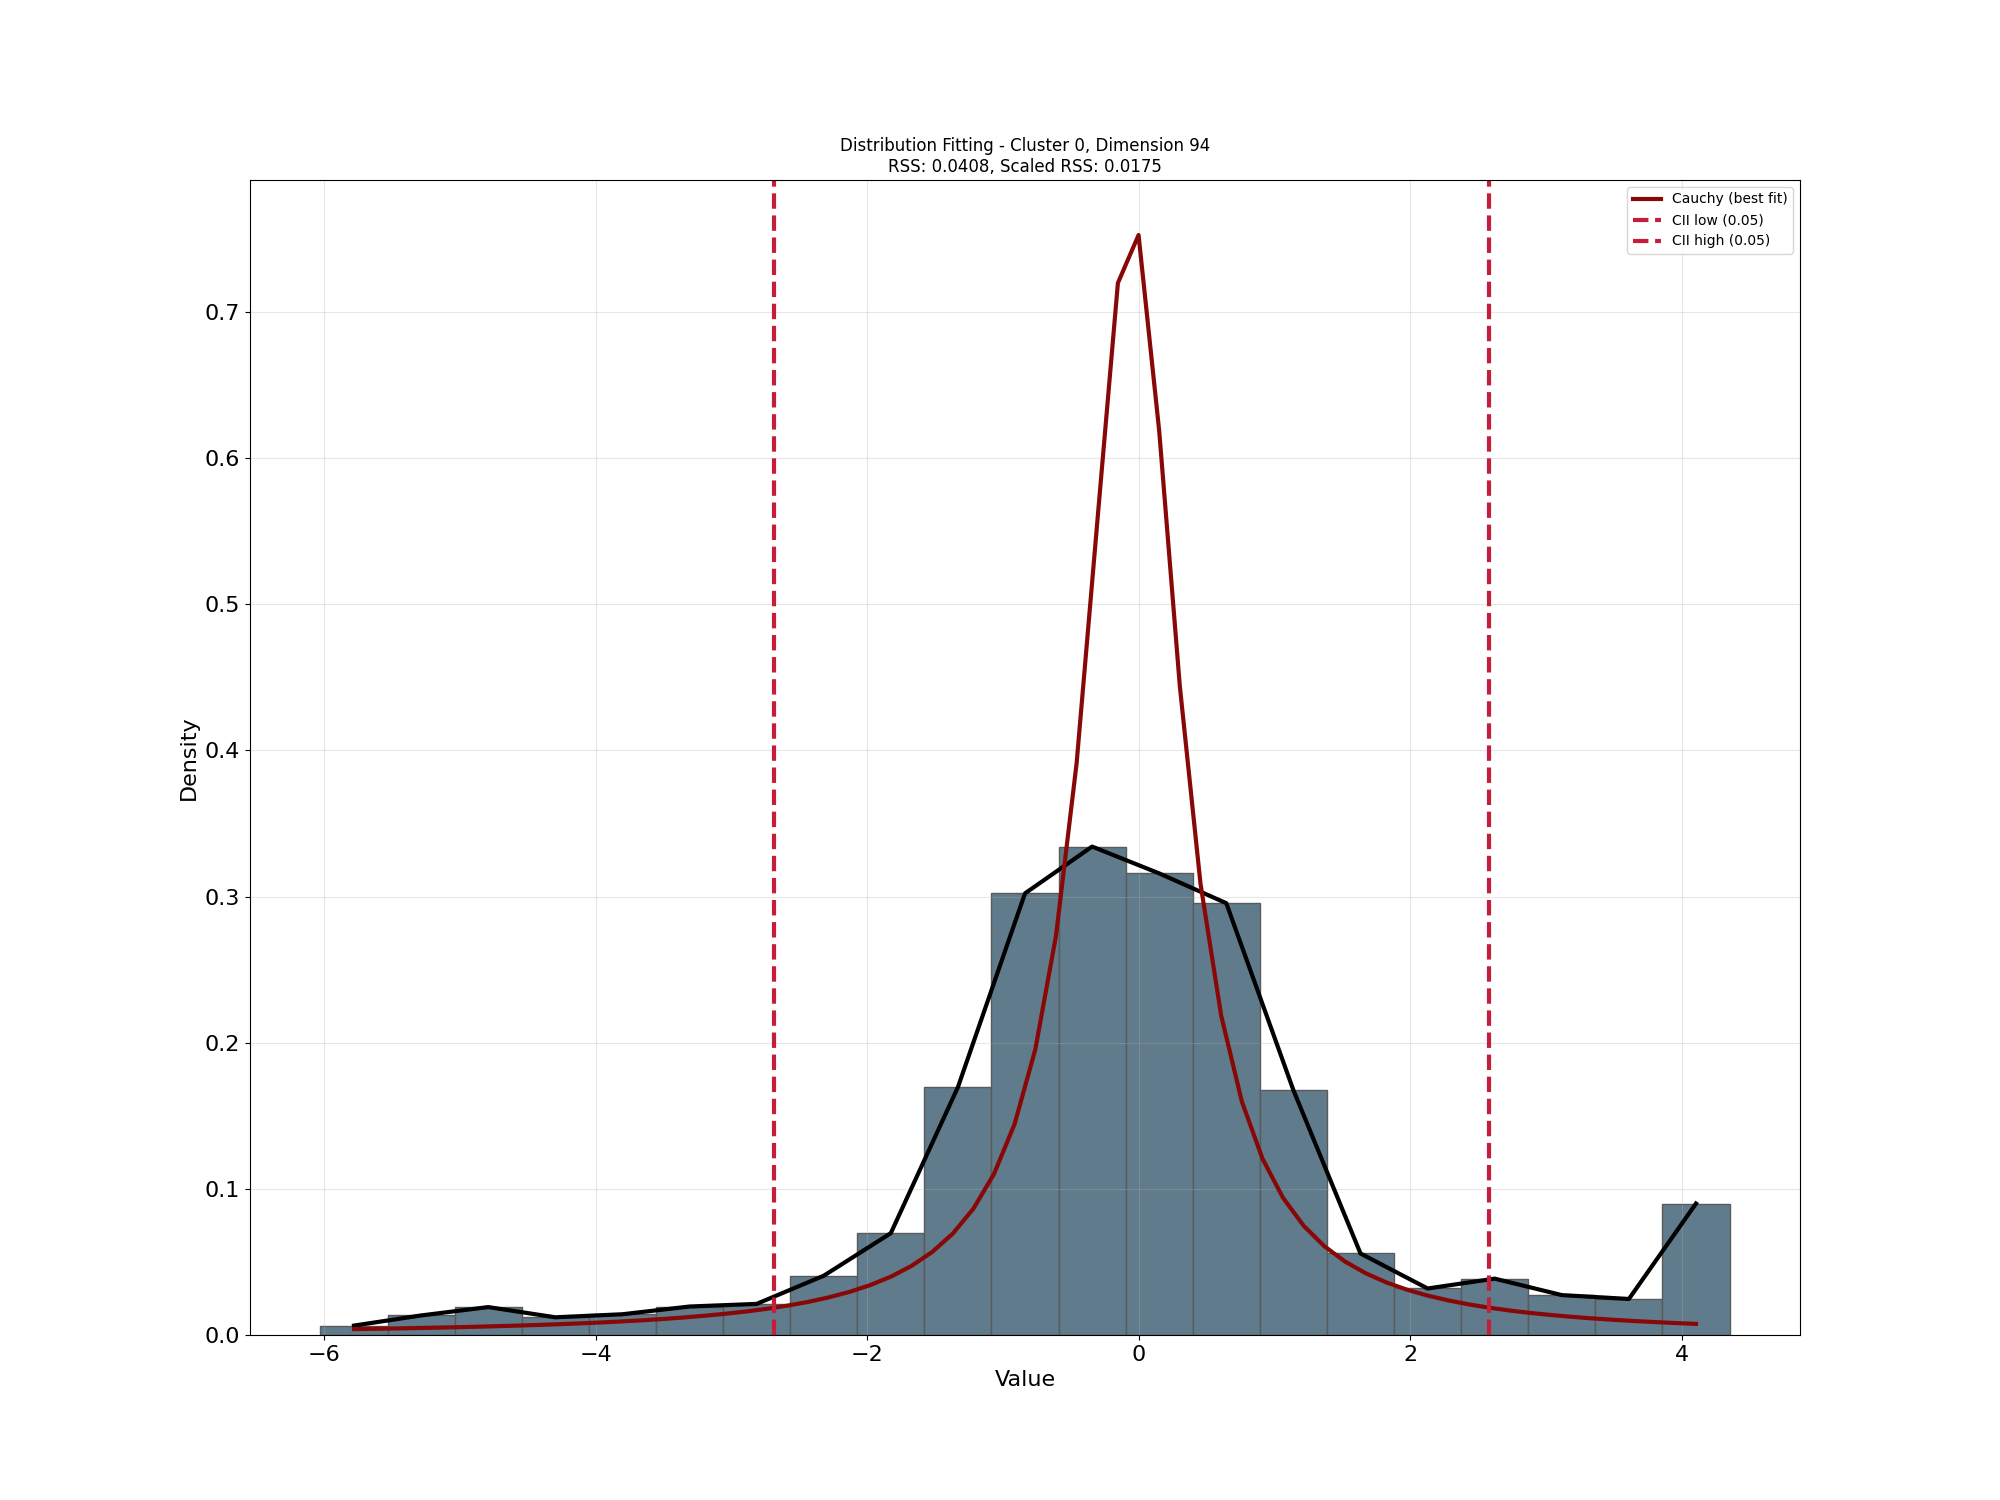 Distribution Fitting - Cluster 0, Dimension 94
RSS: 0.0408, Scaled RSS: 0.0175
Cauchy (best fit)
CII low (0.05)
CII high (0.05)
Density
0.7
0.6
0.5
0.4
0.3
0.2
0.1
0.0
−6
−4
−2
0
2
4
Value